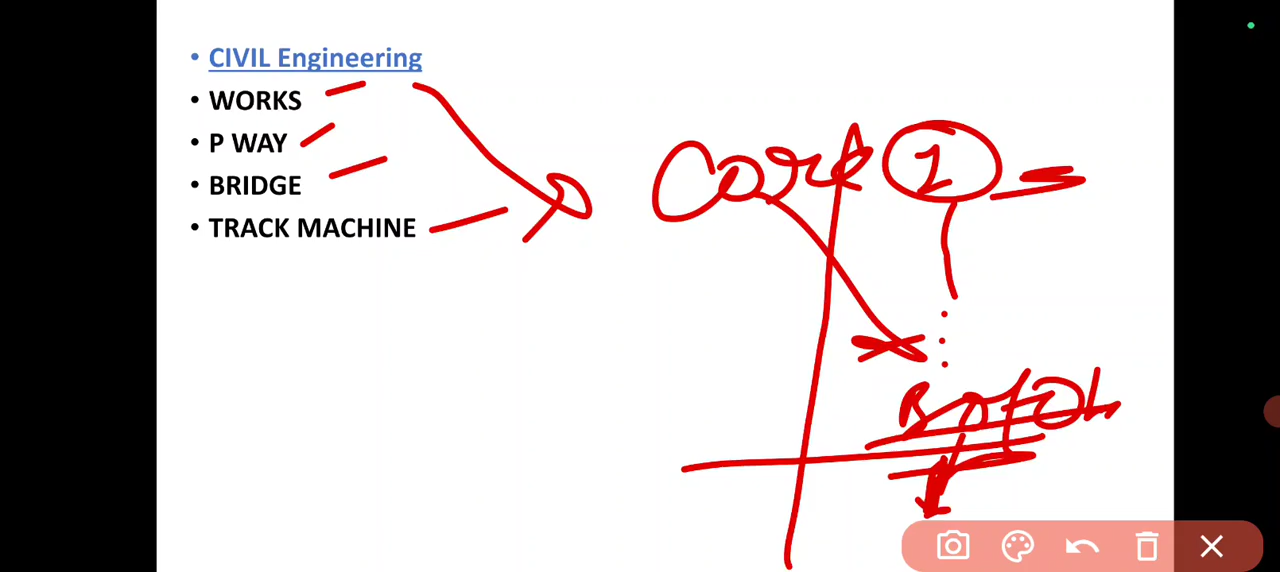 • CIVIL Engineering
• WORKS
• P WAY
• BRIDGE
• TRACK MACHINE
Core 1